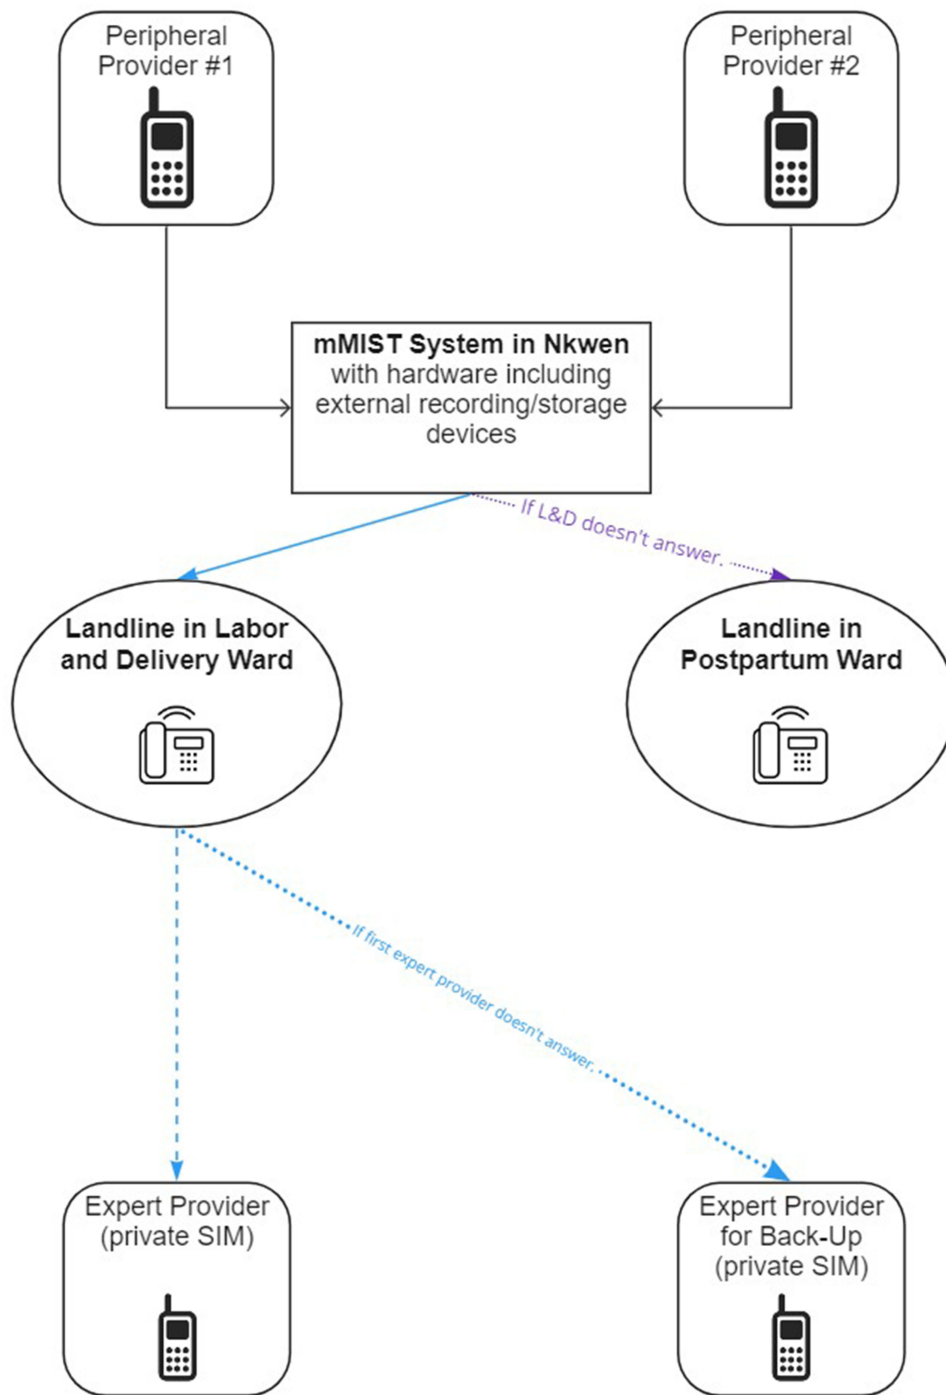 Peripheral
Provider #1
Peripheral
Provider #2
mMIST System in Nkwen
with hardware including
external recording/storage
devices
If L&D doesn't answer.
Landline in Labor
and Delivery Ward
Landline in
Postpartum Ward
If first expert provider doesn't answer.
Expert Provider
(private SIM)
Expert Provider
for Back-Up
(private SIM)